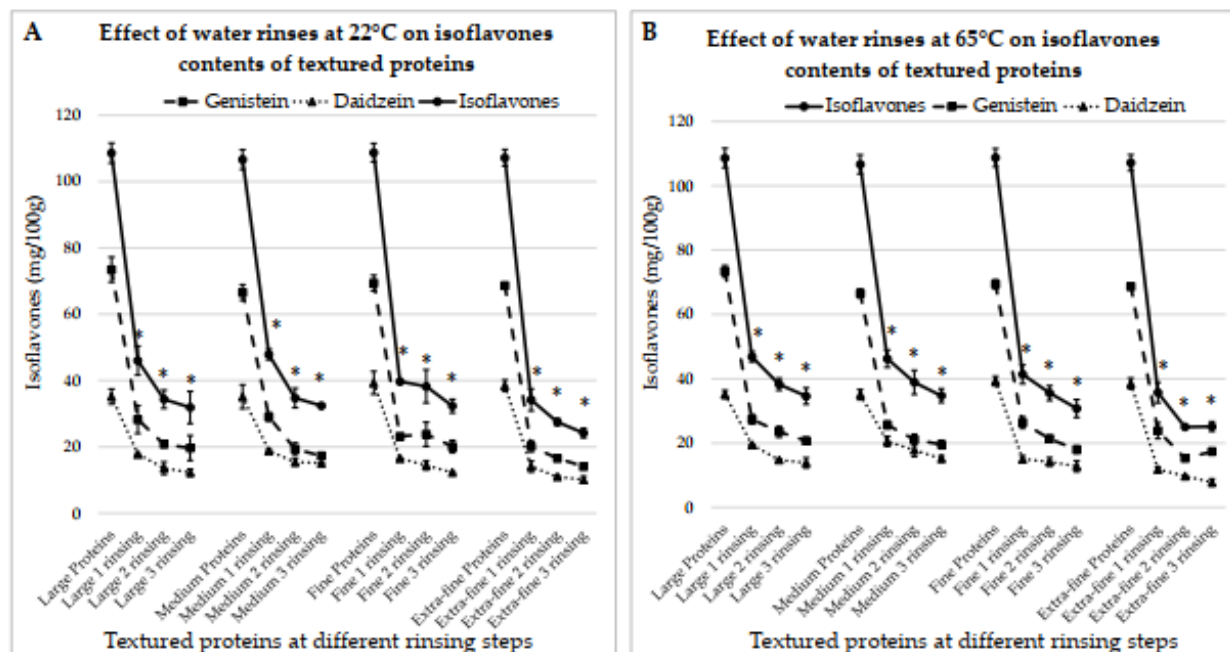 A
Effect of water rinses at 22°C on isoflavones
contents of textured proteins
Genistein Daidzein Isoflavones
120
100
80
60
40
20
0
Isoflavones (mg/100g)
* * *
* * *
* * *
* * *
Large Proteins
Large 1 rinsing
Large 2 rinsing
Large 3 rinsing
Medium Proteins
Medium 1 rinsing
Medium 2 rinsing
Medium 3 rinsing
Fine Proteins
Fine 1 rinsing
Fine 2 rinsing
Fine 3 rinsing
Extra-fine Proteins
Extra-fine 1 rinsing
Extra-fine 2 rinsing
Extra-fine 3 rinsing
Textured proteins at different rinsing steps
B
Effect of water rinses at 65°C on isoflavones
contents of textured proteins
Isoflavones Genistein Daidzein
120
100
80
60
40
20
0
Isoflavones (mg/100g)
* * *
* * *
* * *
* * *
Large Proteins
Large 1 rinsing
Large 2 rinsing
Large 3 rinsing
Medium Proteins
Medium 1 rinsing
Medium 2 rinsing
Medium 3 rinsing
Fine Proteins
Fine 1 rinsing
Fine 2 rinsing
Fine 3 rinsing
Extra-fine Proteins
Extra-fine 1 rinsing
Extra-fine 2 rinsing
Extra-fine 3 rinsing
Textured proteins at different rinsing steps